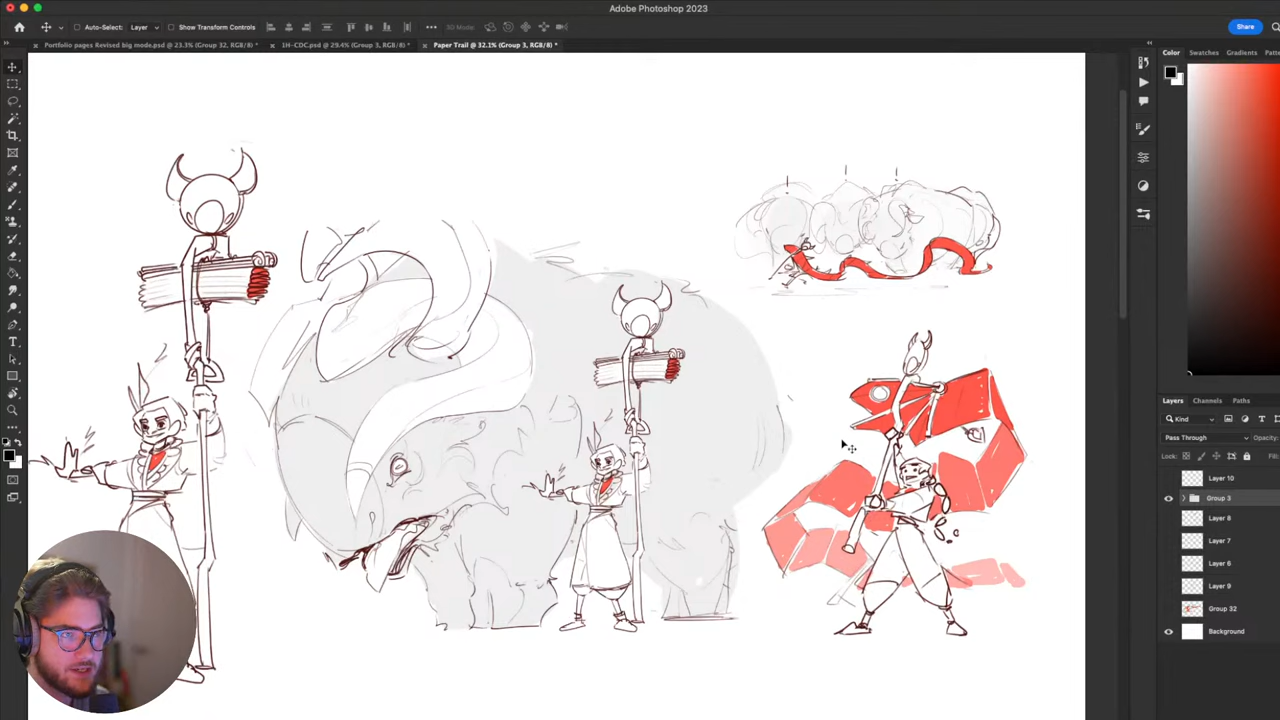 Adobe Photoshop 2023
Auto-Select: Layer Show Transform Controls 3D Mode: Share
Portfolio pages Revised big mode.psd @ 23.3% (Group 32, RGB/8) * 1H-CDC.psd @ 29.4% (Group 3, RGB/8) * Paper Trail @ 32.1% (Group 3, RGB/8) *
Color Swatches Gradients
Layers Channels Paths
Kind
Pass Through Opacity:
Lock:
Layer 10
Group 3
Layer 8
Layer 7
Layer 6
Layer 9
Group 32
Background